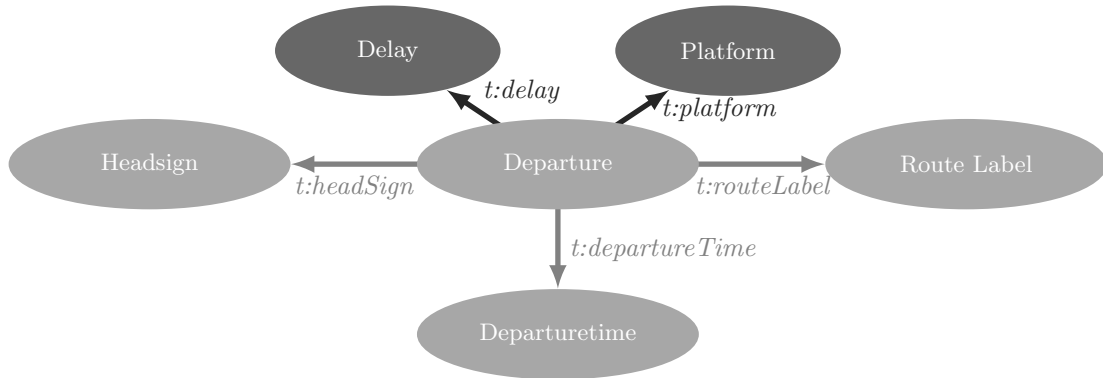 Delay
Platform
t:delay
t:platform
Headsign
Departure
Route Label
t:headSign
t:routeLabel
t:departureTime
Departuretime